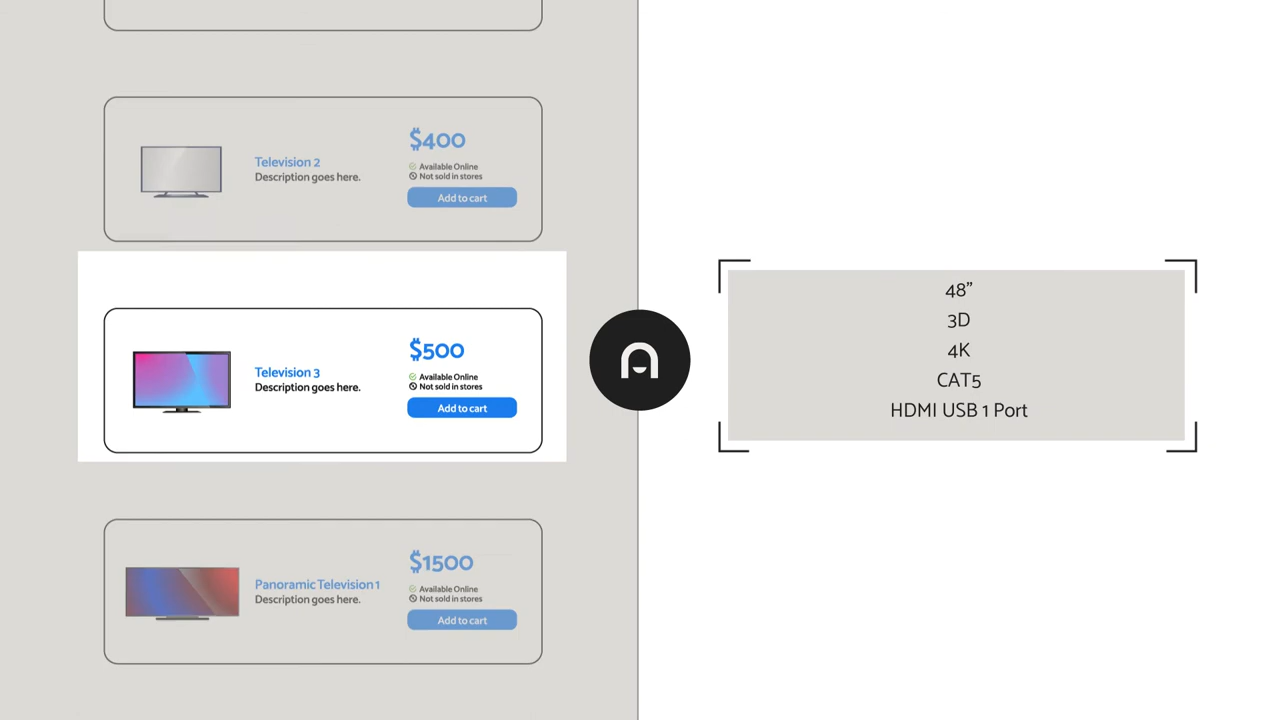 $400
Television 2
Description goes here.
Available Online
Not sold in stores
Add to cart
$500
Television 3
Description goes here.
Available Online
Not sold in stores
Add to cart
$1500
Panoramic Television 1
Description goes here.
Available Online
Not sold in stores
Add to cart
48”
3D
4K
CAT5
HDMI USB 1 Port